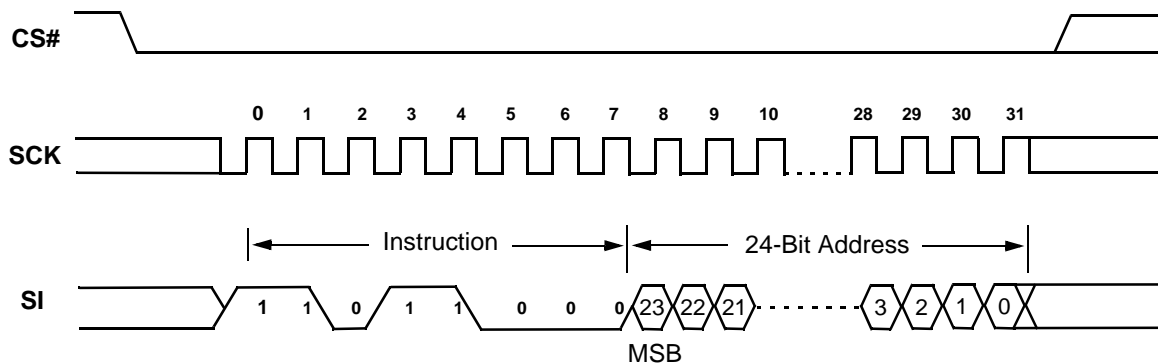 CS#
0 1 2 3 4 5 6 7 8 9 10 28 29 30 31
SCK
Instruction 24-Bit Address
SI 1 1 0 1 1 0 0 0 23 22 21 3 2 1 0
MSB